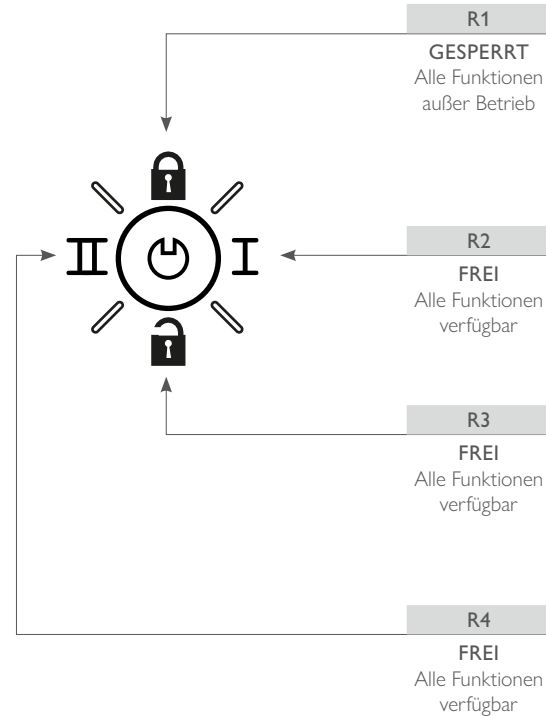 R1
GESPERRT
Alle Funktionen
außer Betrieb
II
I
R2
FREI
Alle Funktionen
verfügbar
R3
FREI
Alle Funktionen
verfügbar
R4
FREI
Alle Funktionen
verfügbar